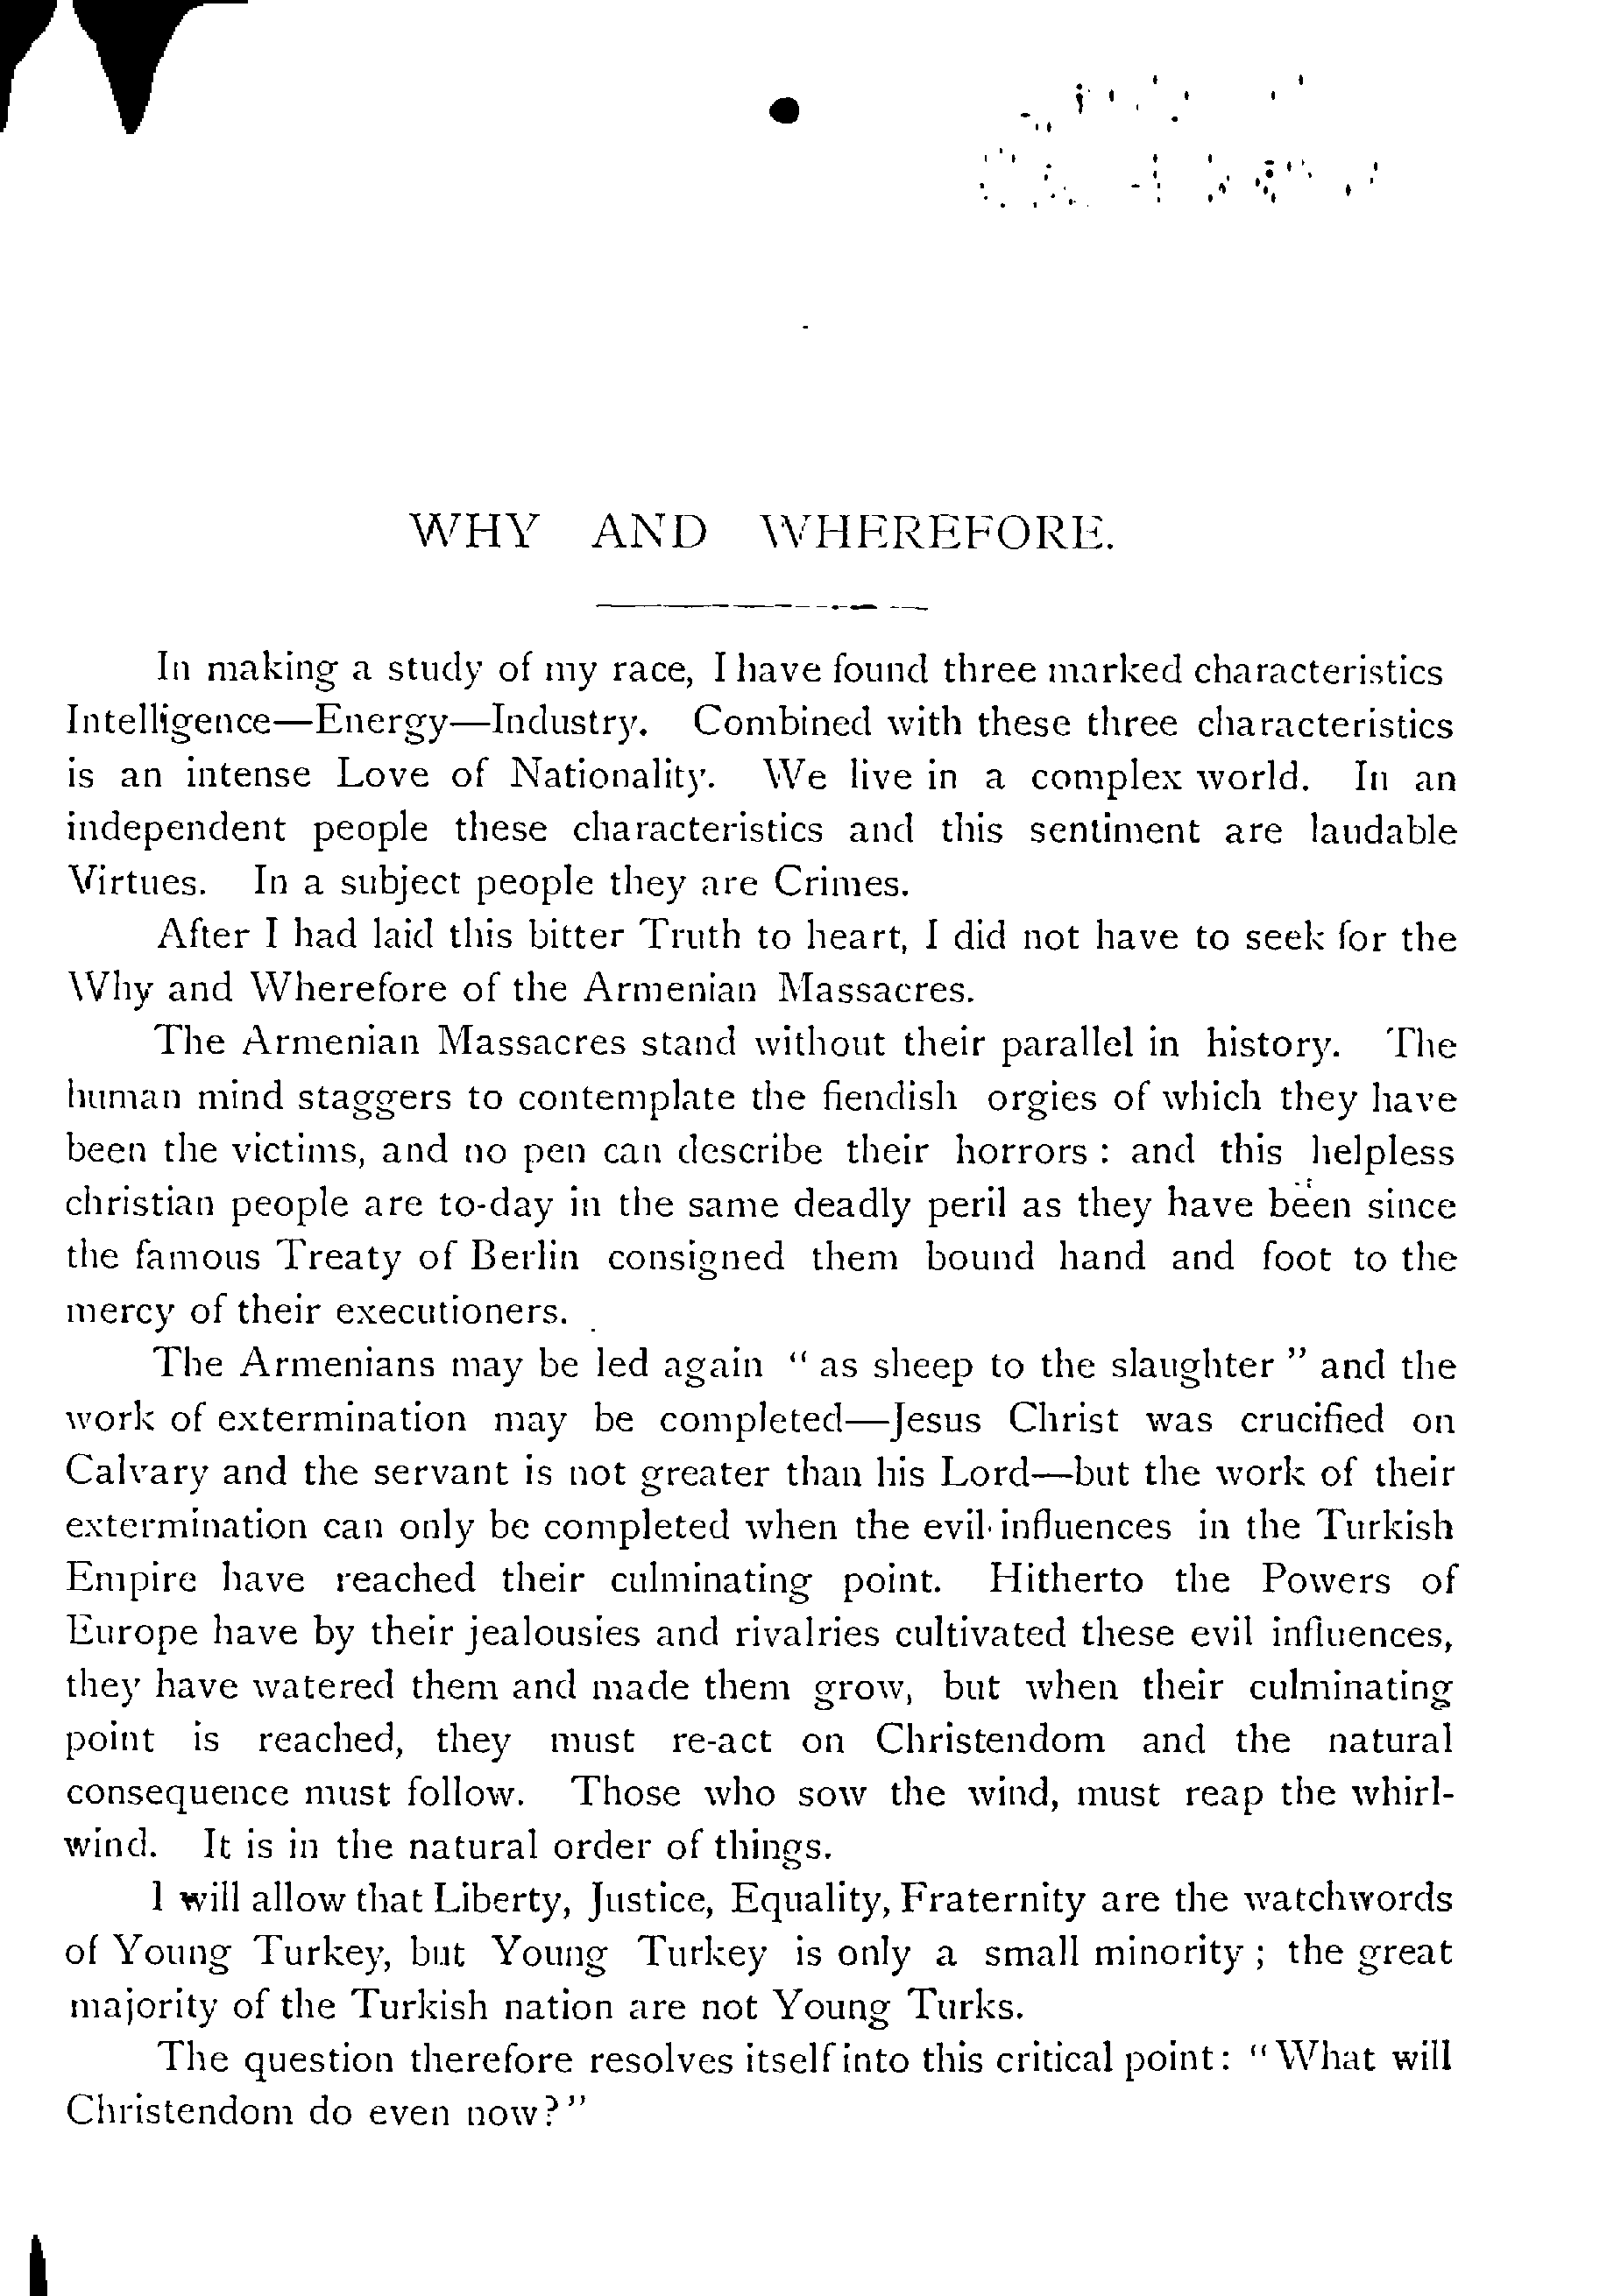 WHY AND WHEREFORE.
In making a study of my race, I have found three marked characteristics
Intelligence—Energy—Industry. Combined with these three characteristics
is an intense Love of Nationality. We live in a complex world. In an
independent people these characteristics and this sentiment are laudable
Virtues. In a subject people they are Crimes.
After I had laid this bitter Truth to heart, I did not have to seek for the
Why and Wherefore of the Armenian Massacres.
The Armenian Massacres stand without their parallel in history. The
human mind staggers to contemplate the fiendish orgies of which they have
been the victims, and no pen can describe their horrors : and this helpless
christian people are to-day in the same deadly peril as they have been since
the famous Treaty of Berlin consigned them bound hand and foot to the
mercy of their executioners.
The Armenians may be led again " as sheep to the slaughter " and the
work of extermination may be completed—Jesus Christ was crucified on
Calvary and the servant is not greater than his Lord—but the work of their
extermination can only be completed when the evil influences in the Turkish
Empire have reached their culminating point. Hitherto the Powers of
Europe have by their jealousies and rivalries cultivated these evil influences,
they have watered them and made them grow, but when their culminating
point is reached, they must re-act on Christendom and the natural
consequence must follow. Those who sow the wind, must reap the whirl-
wind. It is in the natural order of things.
I will allow that Liberty, Justice, Equality, Fraternity are the watchwords
of Young Turkey, but Young Turkey is only a small minority ; the great
majority of the Turkish nation are not Young Turks.
The question therefore resolves itself into this critical point: "What will
Christendom do even now?"